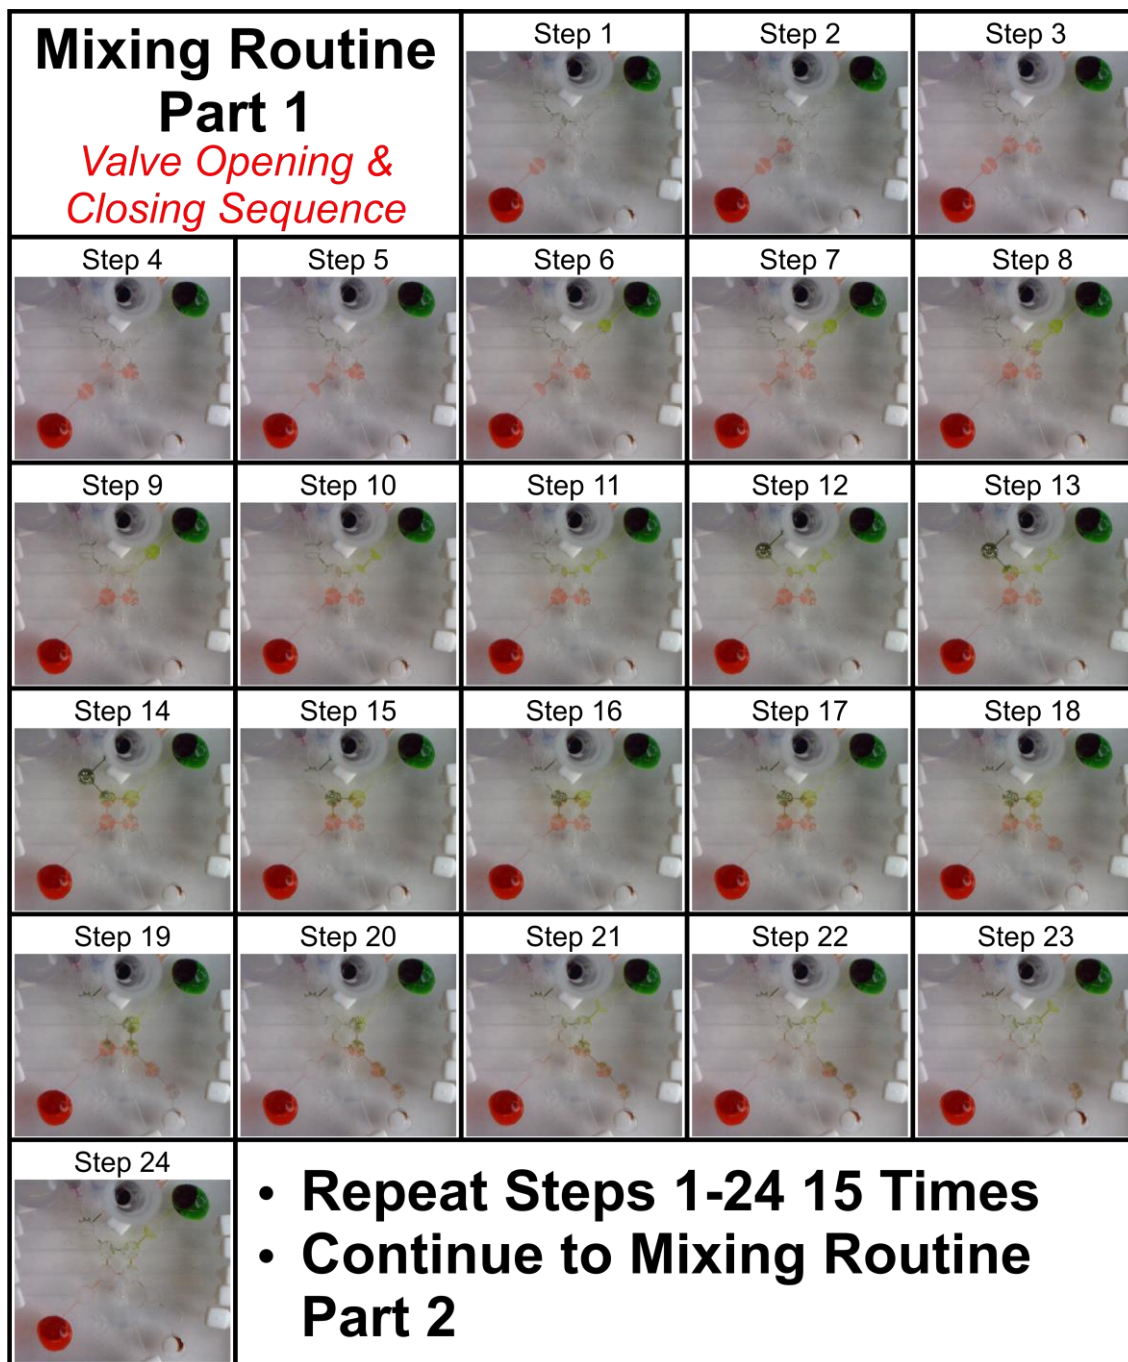 Mixing Routine
Part 1
Valve Opening &
Closing Sequence
Step 1
Step 2
Step 3
Step 4
Step 5
Step 6
Step 7
Step 8
Step 9
Step 10
Step 11
Step 12
Step 13
Step 14
Step 15
Step 16
Step 17
Step 18
Step 19
Step 20
Step 21
Step 22
Step 23
Step 24
• Repeat Steps 1-24 15 Times
• Continue to Mixing Routine
Part 2